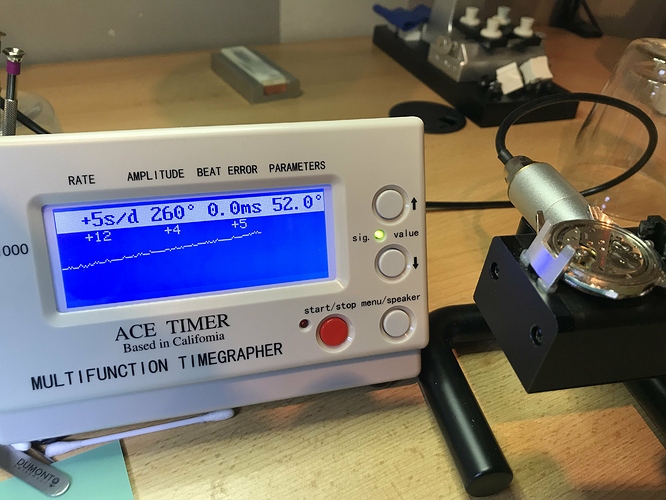 RATE AMPLITUDE BEAT ERROR PARAMETERS
+5s/d 260° 0.0ms 52.0°
+12 +4 +5
sig. value
1000
start/stop menu/speaker
ACE TIMER
Based in California
MULTIFUNCTION TIMEGRAPHER
DUMONT